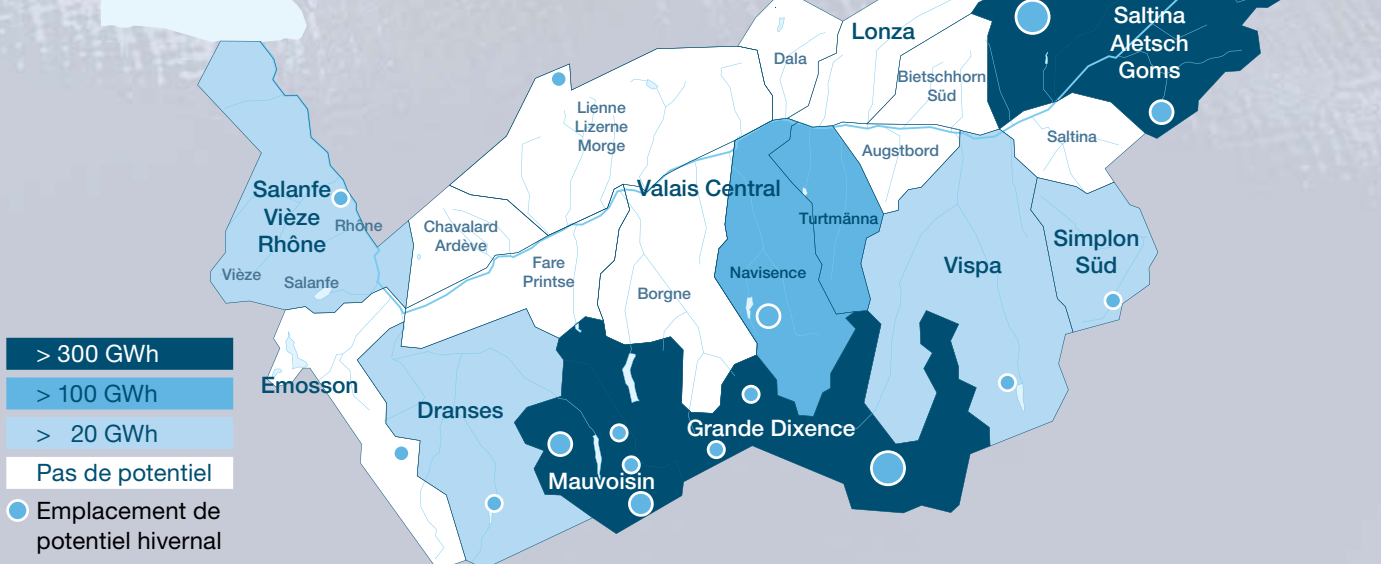 Saltina
Aletsch
Goms
Lonza
Dala
Bietschhorn
Süd
Lienne
Lizerne
Morge
Saltina
Augstbord
Salanfe
Vièze
Rhône
Rhône
Vièze
Salanfe
Valais Central
Chavalard
Ardève
Turtmänna
Simplon
Süd
Fare
Printse
Navisence
Vispa
Borgne
> 300 GWh
> 100 GWh
> 20 GWh
Pas de potentiel
Emplacement de
potentiel hivernal
Emosson
Dranses
Grande Dixence
Mauvoisin